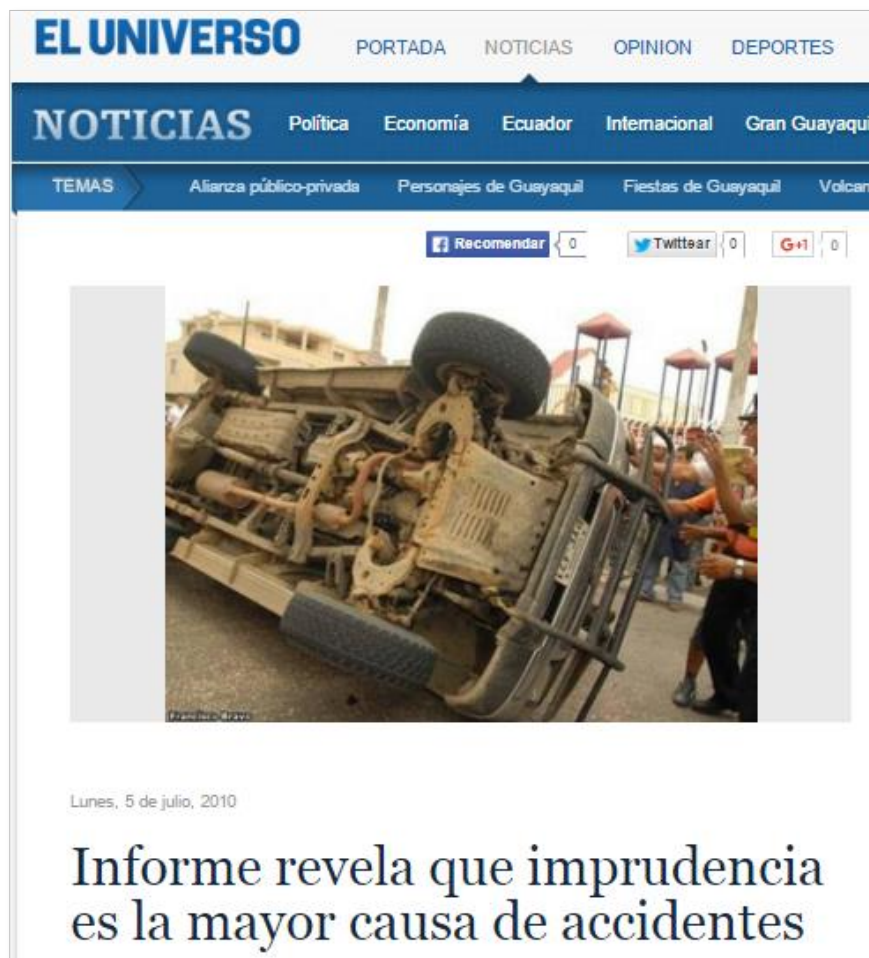 EL UNIVERSO PORTADA NOTICIAS OPINION DEPORTES
NOTICIAS Política Economía Ecuador Internacional Gran Guayaqui
TEMAS Alianza público-privada Personajes de Guayaquil Fiestas de Guayaquil Volcan
Recomendar 0 Twittear 0 G+1 0
Francisco Bravo
Lunes, 5 de julio, 2010
Informe revela que imprudencia
es la mayor causa de accidentes